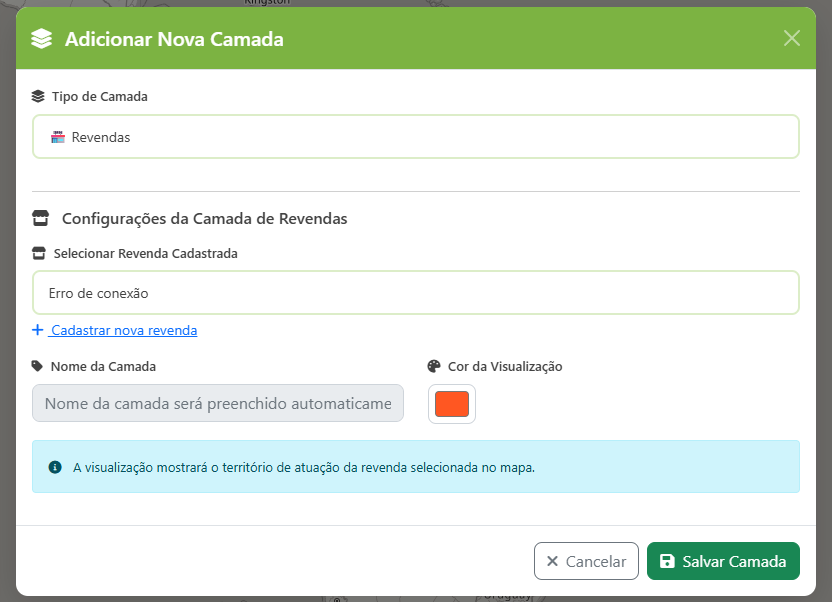 Kingston
Adicionar Nova Camada
Tipo de Camada
Revendas
Configurações da Camada de Revendas
Selecionar Revenda Cadastrada
Erro de conexão
+ Cadastrar nova revenda
Nome da Camada
Cor da Visualização
Nome da camada será preenchido automaticame
A visualização mostrará o território de atuação da revenda selecionada no mapa.
Cancelar
Salvar Camada
Uruguay